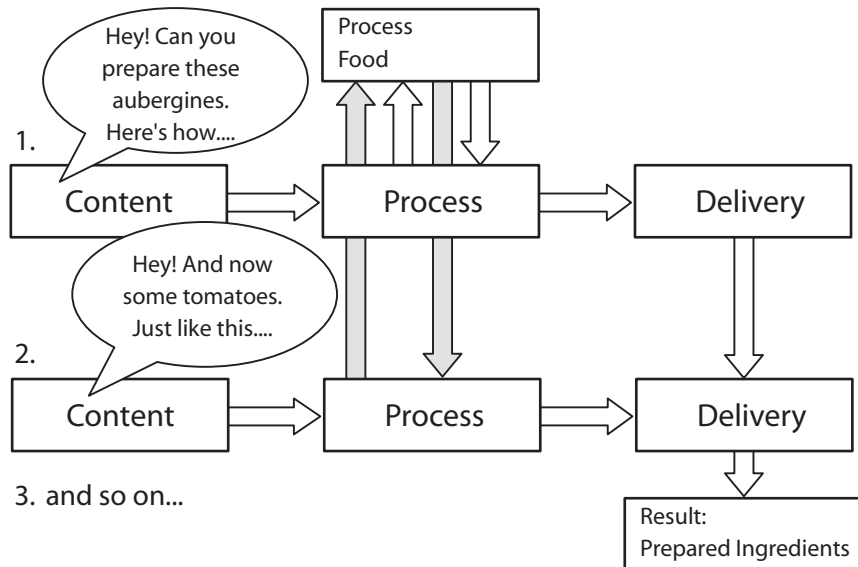 Hey! Can you
prepare these
aubergines.
Here's how....
Process
Food
1.
Content
Process
Delivery
Hey! And now
some tomatoes.
Just like this....
2.
Content
Process
Delivery
3. and so on...
Result:
Prepared Ingredients